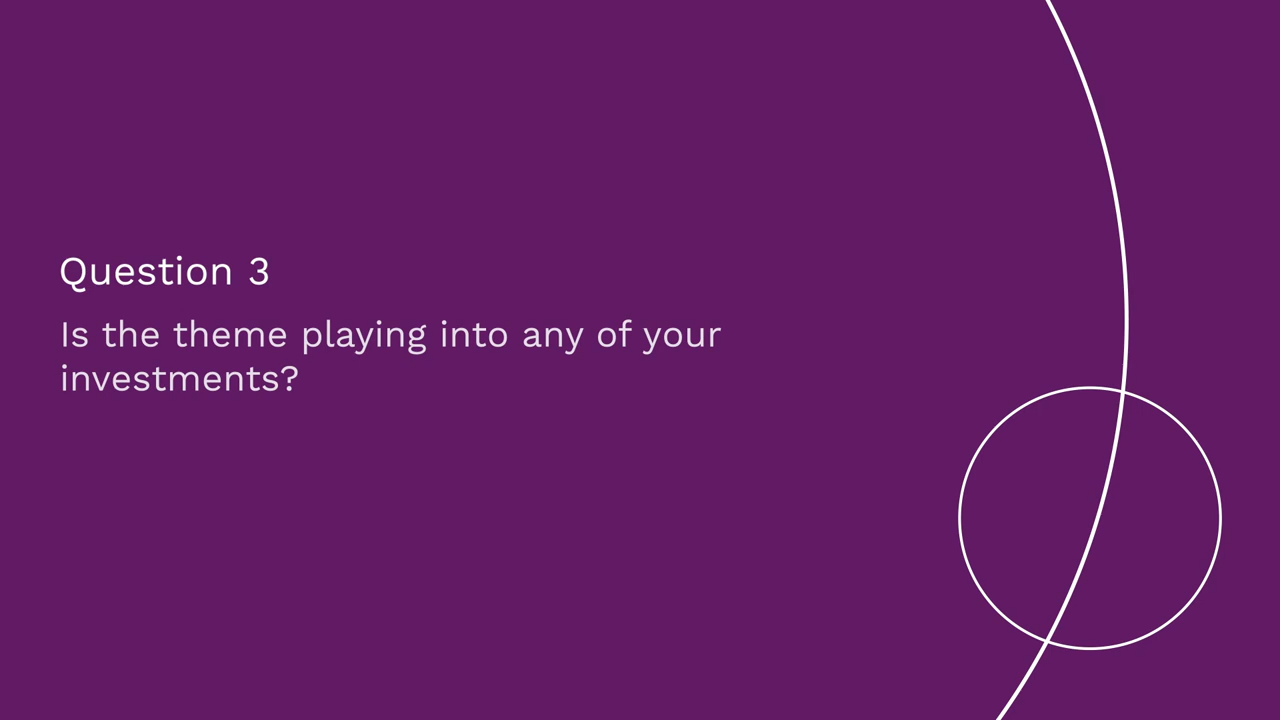 Question 3
Is the theme playing into any of your
investments?